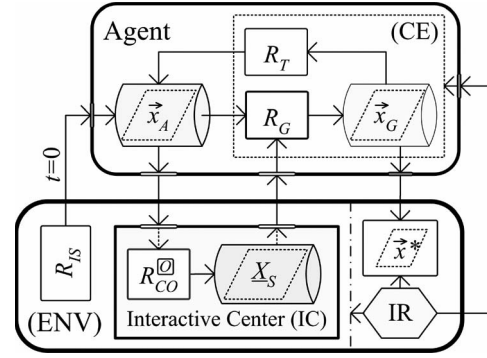 Agent
(CE)
R_T
x⃗_A
R_G
x⃗_G
t=0
R_IS
R_CO^[O]
X_S
x⃗*
(ENV)
Interactive Center (IC)
IR